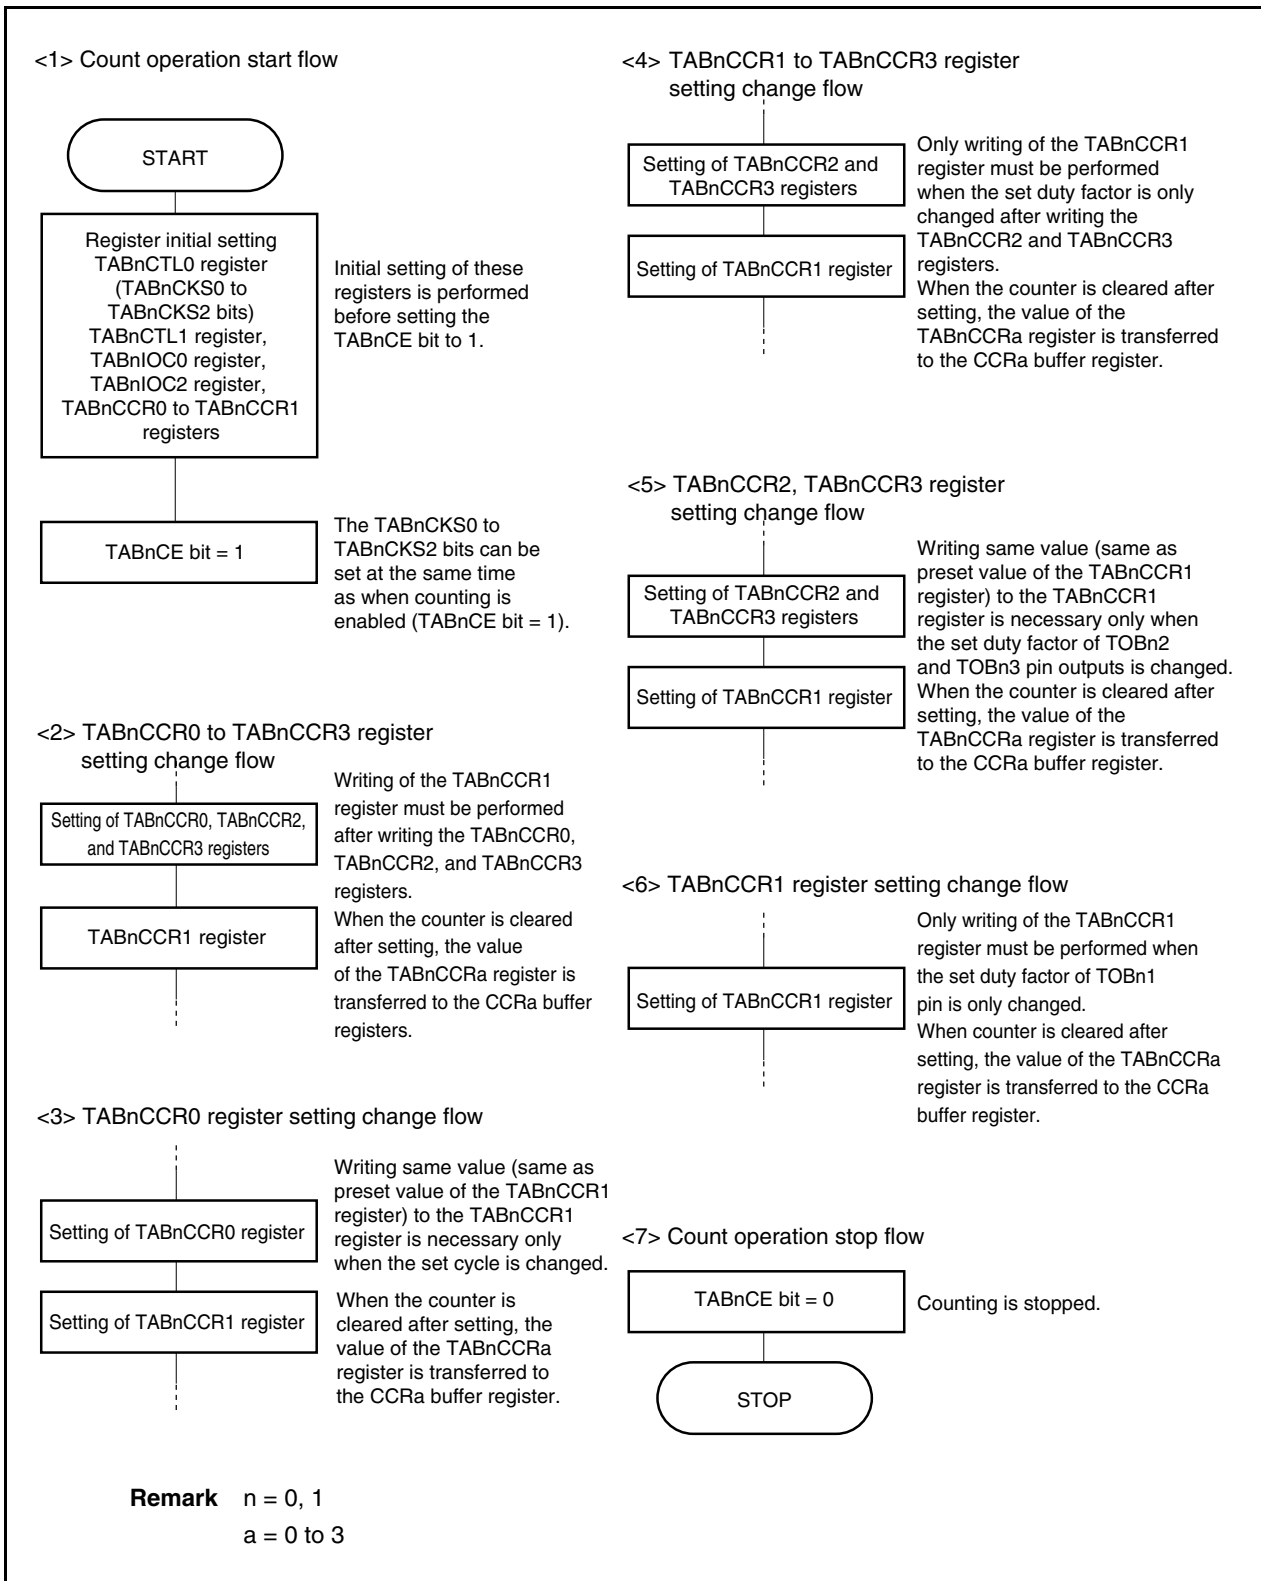 <1> Count operation start flow
START
Register initial setting
TABnCTL0 register
(TABnCKS0 to
TABnCKS2 bits)
TABnCTL1 register,
TABnIOC0 register,
TABnIOC2 register,
TABnCCR0 to TABnCCR1
registers
Initial setting of these
registers is performed
before setting the
TABnCE bit to 1.
TABnCE bit = 1
The TABnCKS0 to
TABnCKS2 bits can be
set at the same time
as when counting is
enabled (TABnCE bit = 1).
<2> TABnCCR0 to TABnCCR3 register
setting change flow
Setting of TABnCCR0, TABnCCR2,
and TABnCCR3 registers
TABnCCR1 register
Writing of the TABnCCR1
register must be performed
after writing the TABnCCR0,
TABnCCR2, and TABnCCR3
registers.
When the counter is cleared
after setting, the value
of the TABnCCRa register is
transferred to the CCRa buffer
registers.
<3> TABnCCR0 register setting change flow
Setting of TABnCCR0 register
Setting of TABnCCR1 register
Writing same value (same as
preset value of the TABnCCR1
register) to the TABnCCR1
register is necessary only
when the set cycle is changed.
When the counter is
cleared after setting, the
value of the TABnCCRa
register is transferred to
the CCRa buffer register.
<4> TABnCCR1 to TABnCCR3 register
setting change flow
Setting of TABnCCR2 and
TABnCCR3 registers
Setting of TABnCCR1 register
Only writing of the TABnCCR1
register must be performed
when the set duty factor is only
changed after writing the
TABnCCR2 and TABnCCR3
registers.
When the counter is cleared after
setting, the value of the
TABnCCRa register is transferred
to the CCRa buffer register.
<5> TABnCCR2, TABnCCR3 register
setting change flow
Setting of TABnCCR2 and
TABnCCR3 registers
Setting of TABnCCR1 register
Writing same value (same as
preset value of the TABnCCR1
register) to the TABnCCR1
register is necessary only when
the set duty factor of TOBn2
and TOBn3 pin outputs is changed.
When the counter is cleared after
setting, the value of the
TABnCCRa register is transferred
to the CCRa buffer register.
<6> TABnCCR1 register setting change flow
Setting of TABnCCR1 register
Only writing of the TABnCCR1
register must be performed when
the set duty factor of TOBn1
pin is only changed.
When counter is cleared after
setting, the value of the TABnCCRa
register is transferred to the CCRa
buffer register.
<7> Count operation stop flow
TABnCE bit = 0
Counting is stopped.
STOP
Remark n = 0, 1
a = 0 to 3